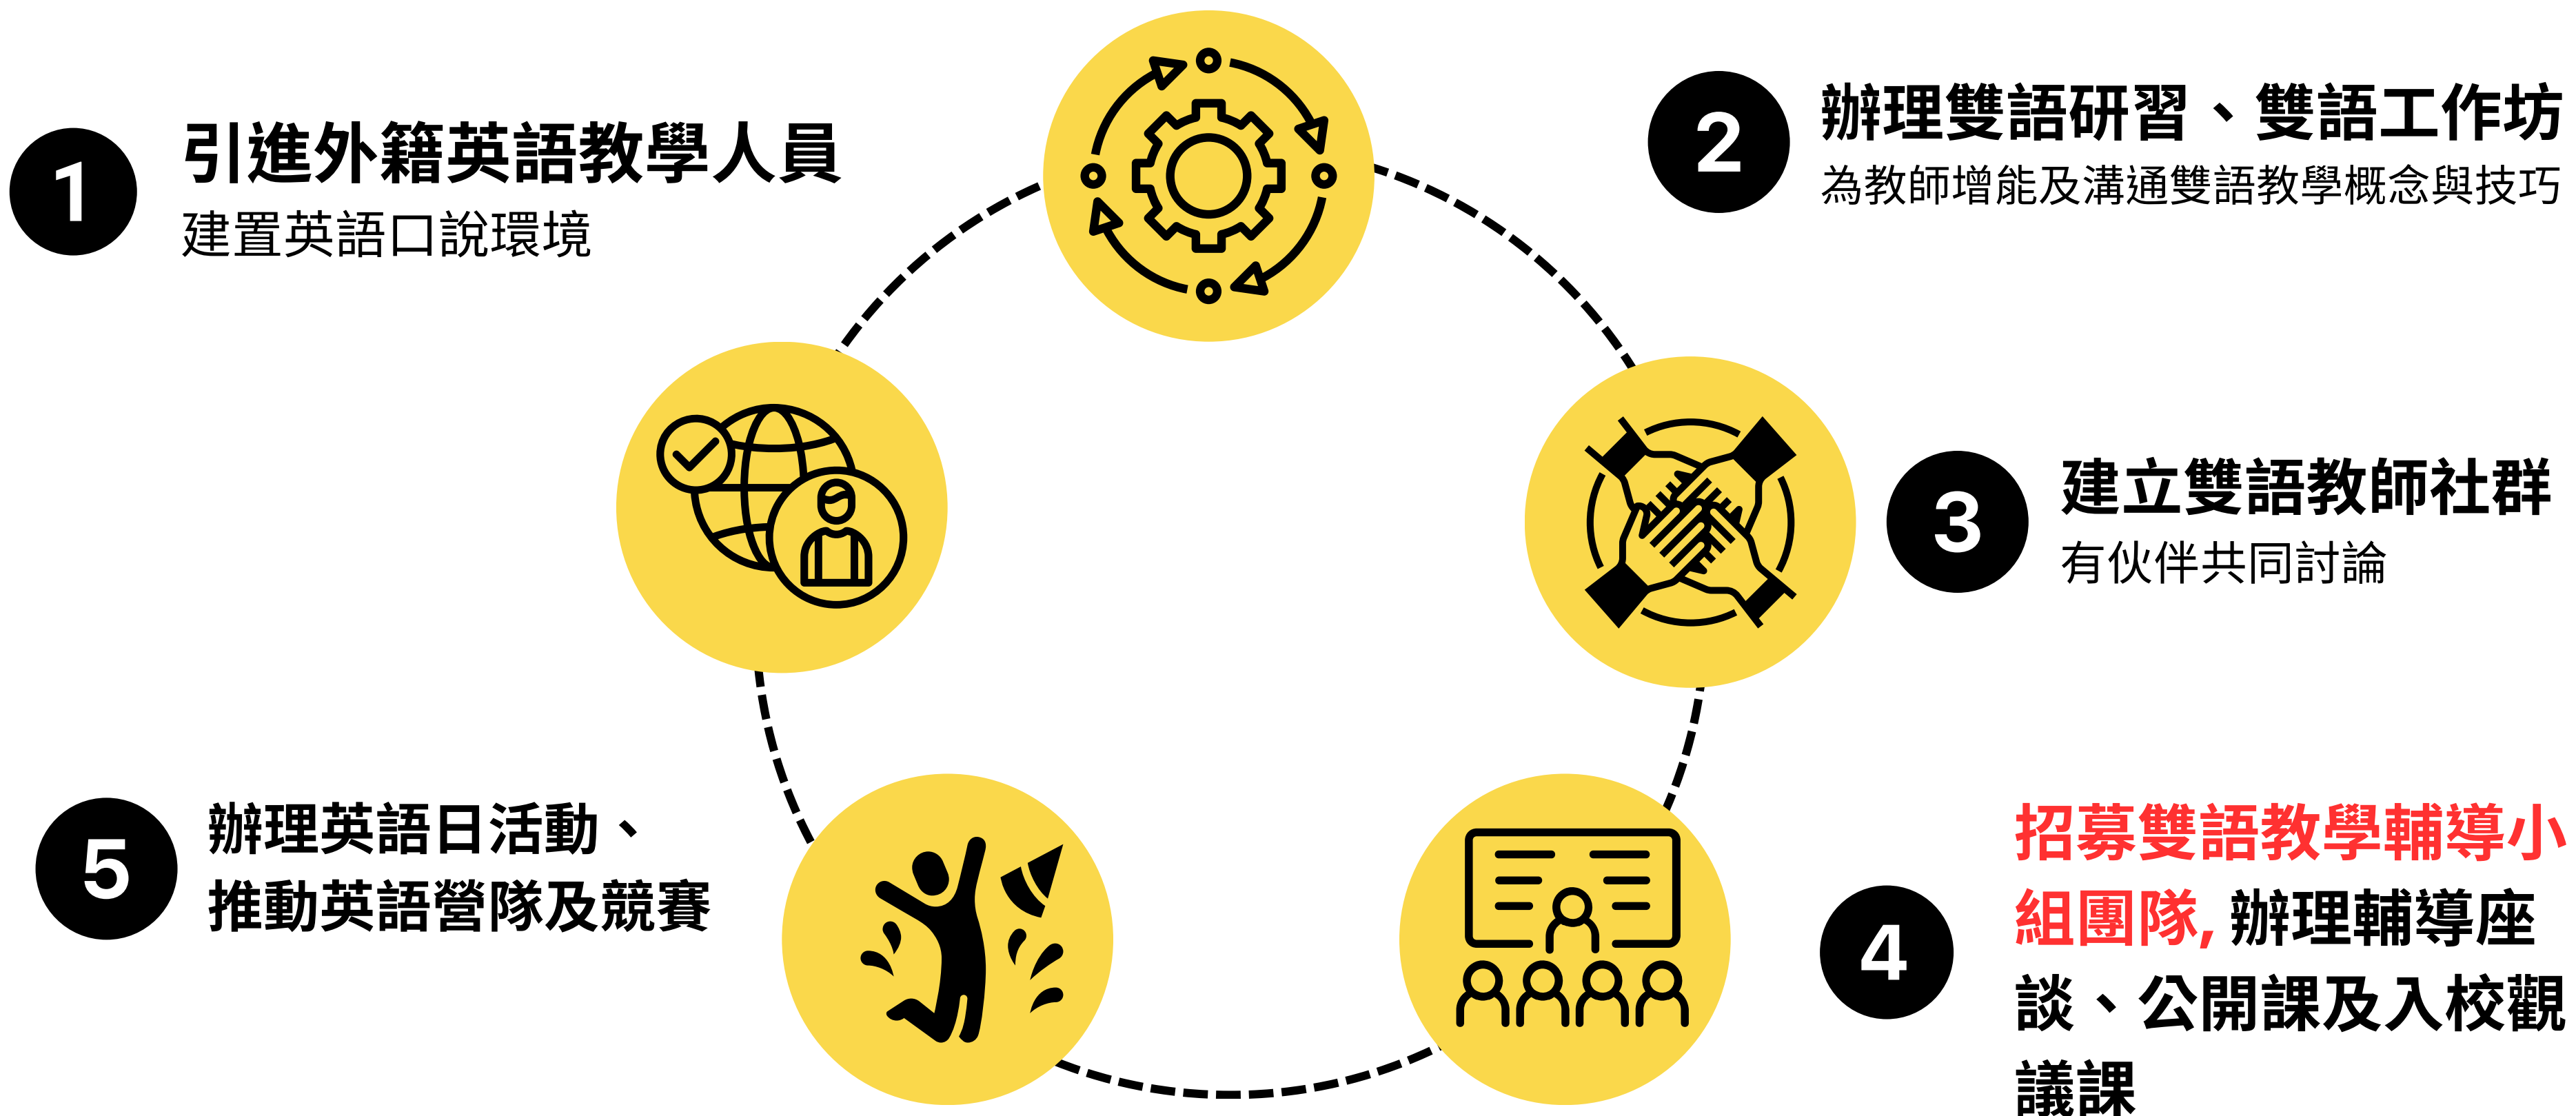 1
引進外籍英語教學人員
建置英語口說環境
2
辦理雙語研習、雙語工作坊
為教師增能及溝通雙語教學概念與技巧
3
建立雙語教師社群
有伙伴共同討論
4
招募雙語教學輔導小
組團隊, 辦理輔導座
談、公開課及入校觀
議課
5
辦理英語日活動、
推動英語營隊及競賽